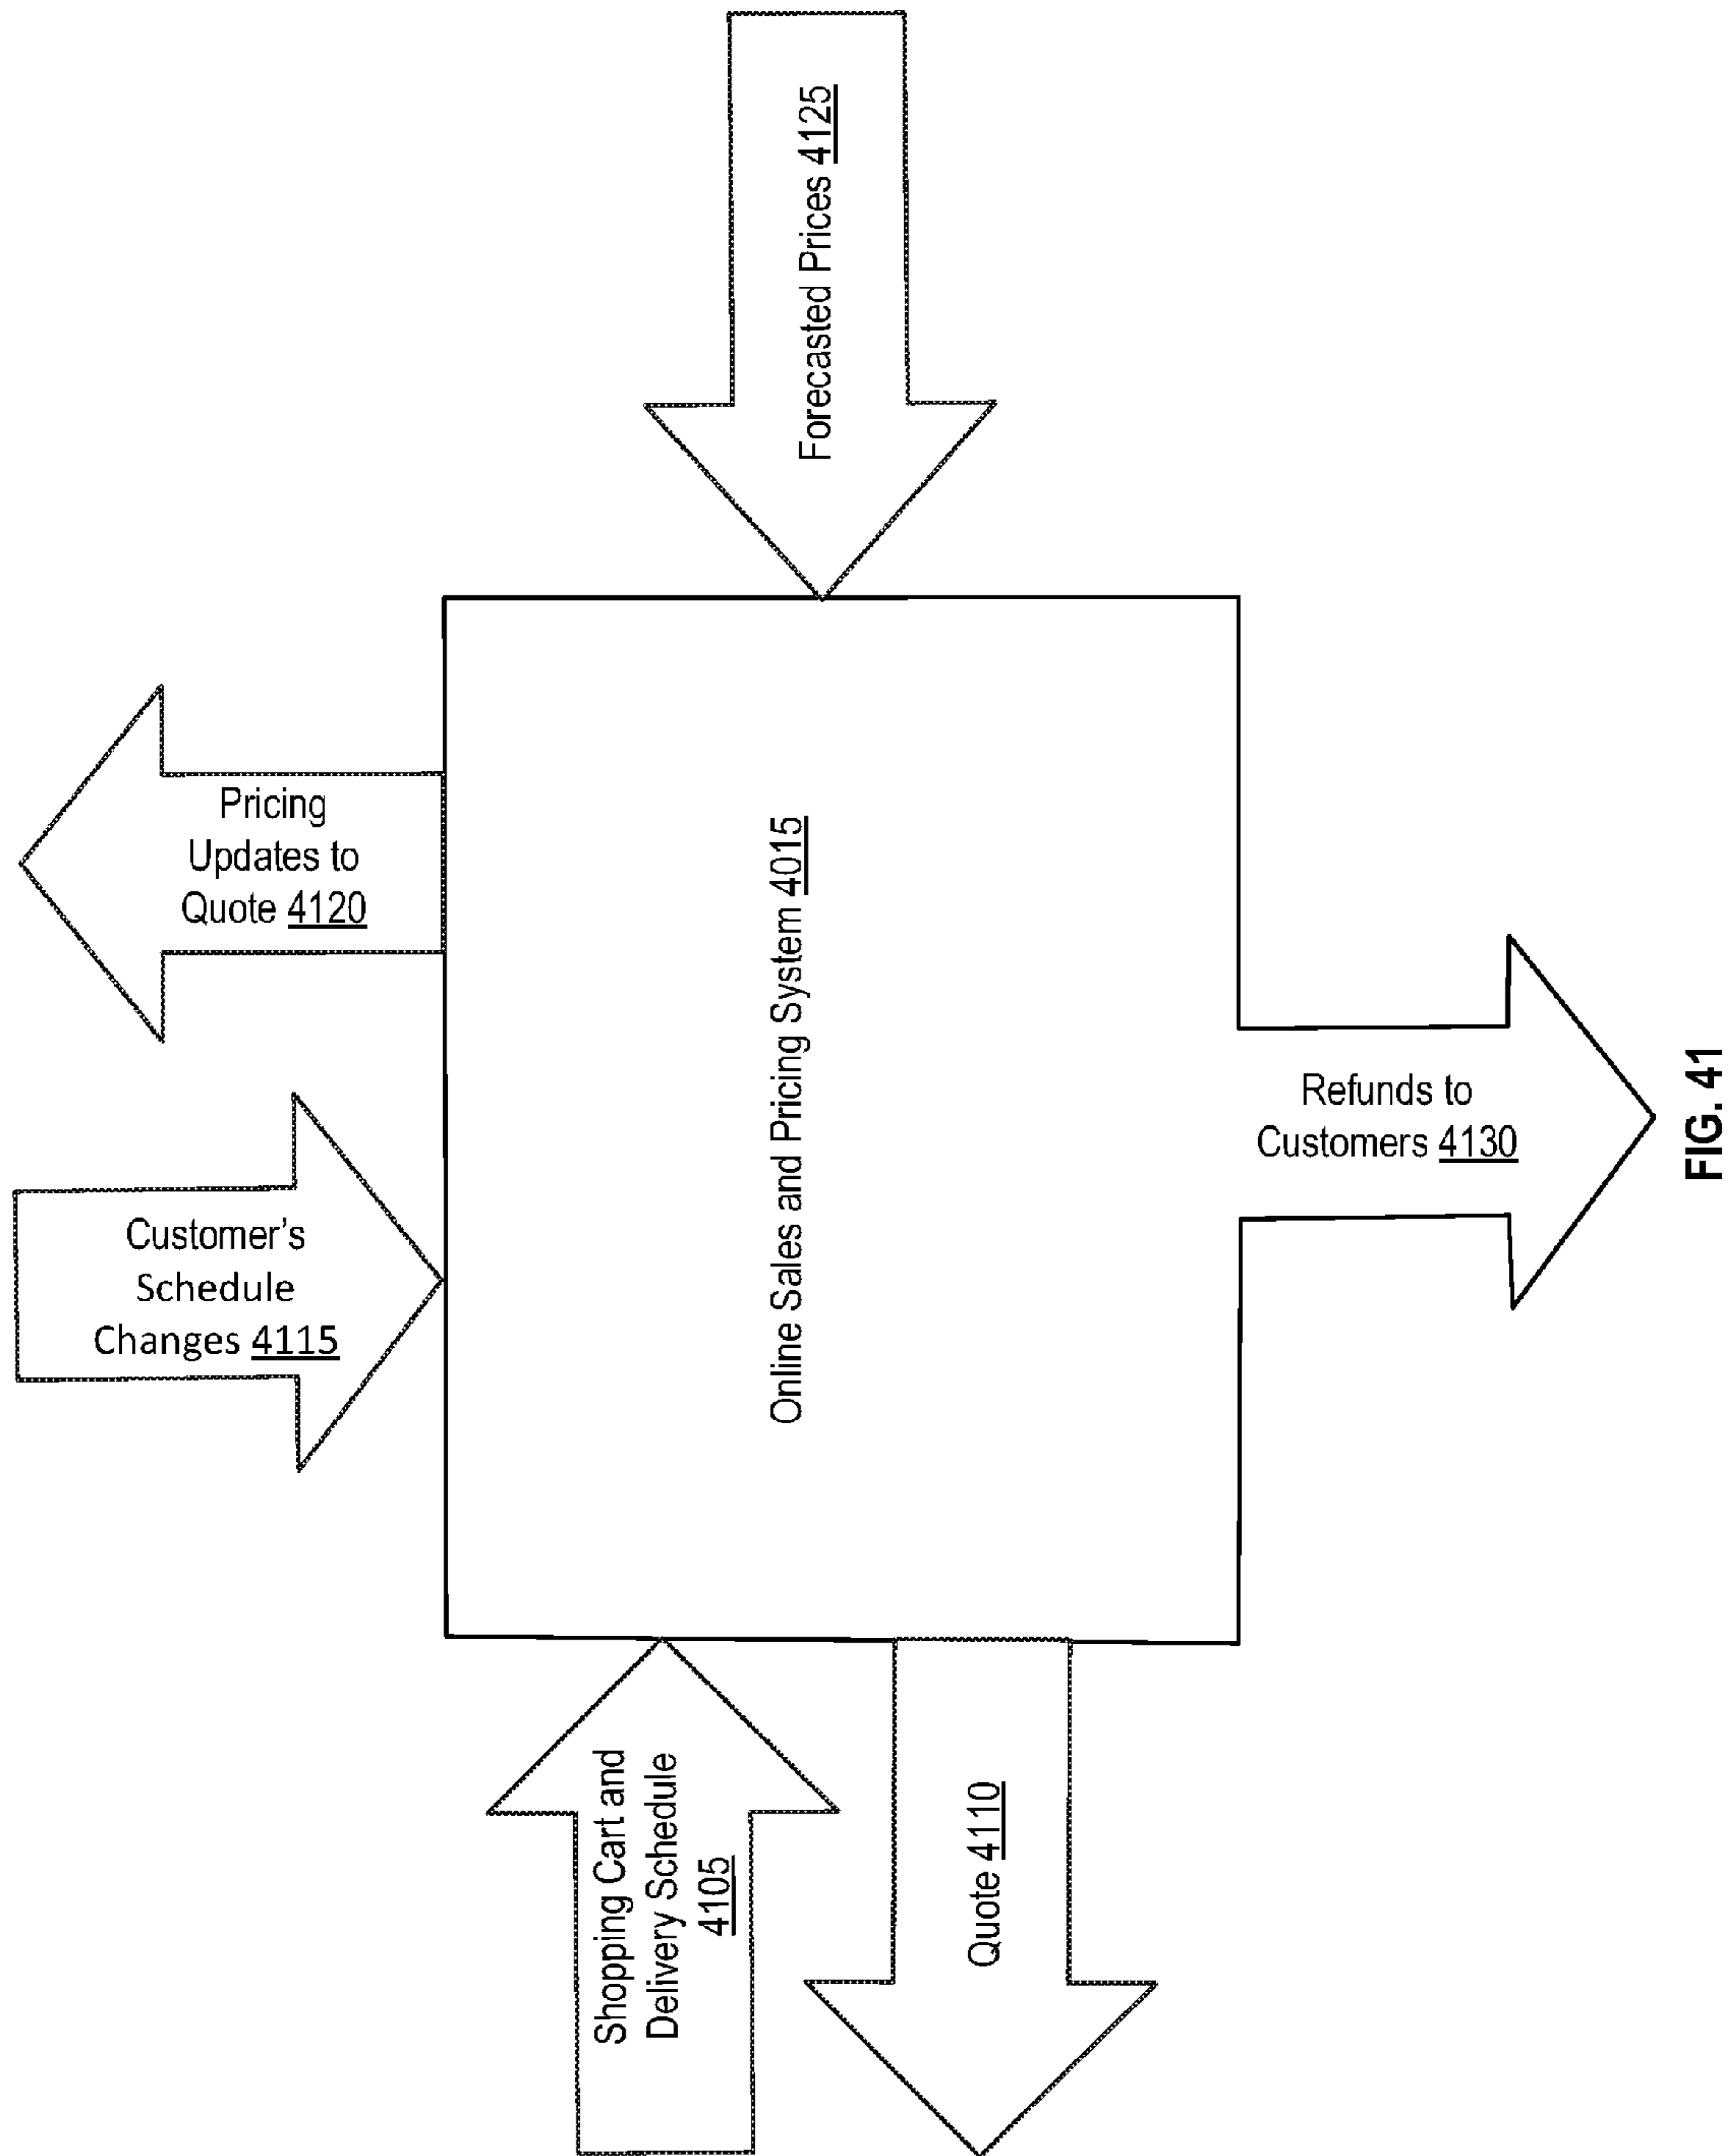 Pricing
Updates to
Quote 4120
Customer's
Schedule
Changes 4115
Forecasted Prices 4125
Online Sales and Pricing System 4015
Shopping Cart and
Delivery Schedule
4105
Quote 4110
Refunds to
Customers 4130
FIG. 41